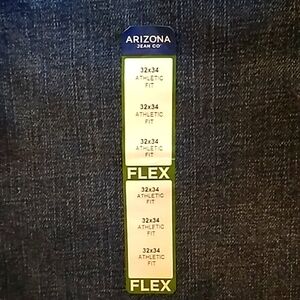 ARIZONA
JEAN CO
32x34
ATHLETIC
FIT
32x34
ATHLETIC
FIT
32x34
ATHLETIC
FIT
FLEX
32x34
ATHLETIC
FIT
32x34
ATHLETIC
FIT
32x34
ATHLETIC
FIT
FLEX